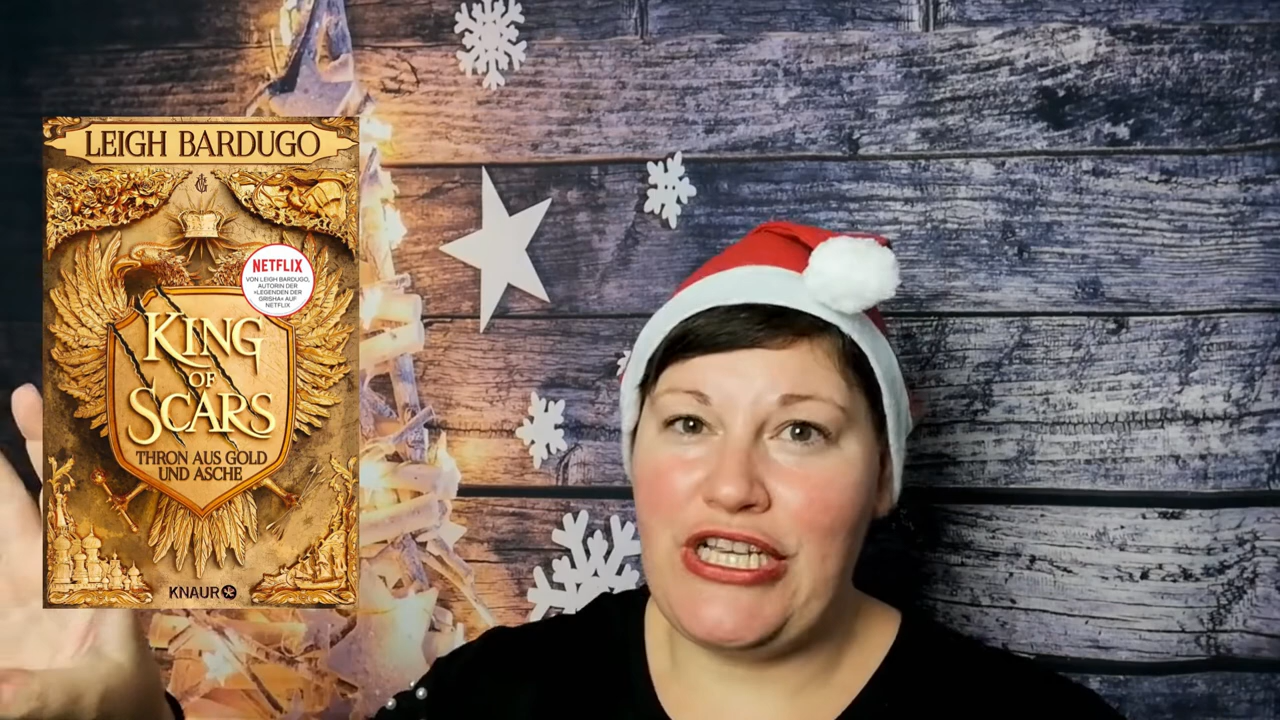 LEIGH BARDUGO
NETFLIX
VON LEIGH BARDUGO,
AUTORIN DER
»LEGENDEN DER
GRISHA« AUF
NETFLIX
KING
OF
SCARS
THRON AUS GOLD
UND ASCHE
KNAUR